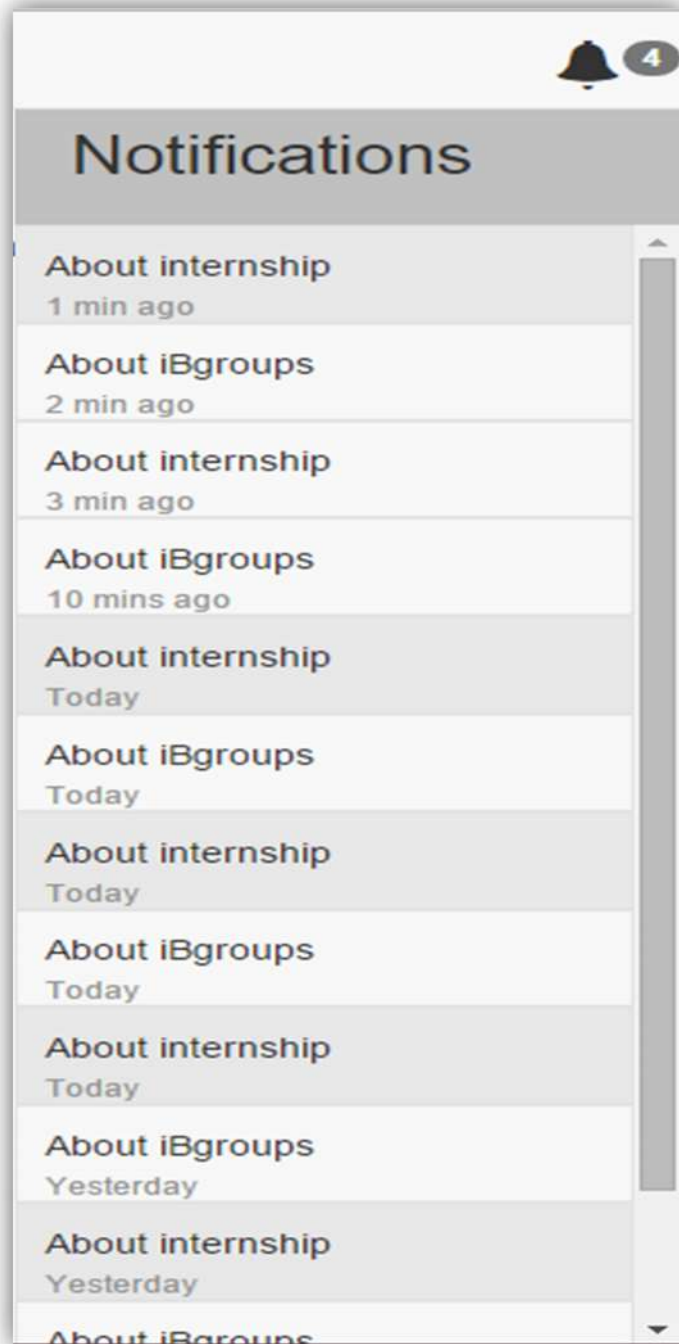 4
Notifications
About internship
1 min ago
About iBgroups
2 min ago
About internship
3 min ago
About iBgroups
10 mins ago
About internship
Today
About iBgroups
Today
About internship
Today
About iBgroups
Today
About internship
Today
About iBgroups
Yesterday
About internship
Yesterday
About iBgroups